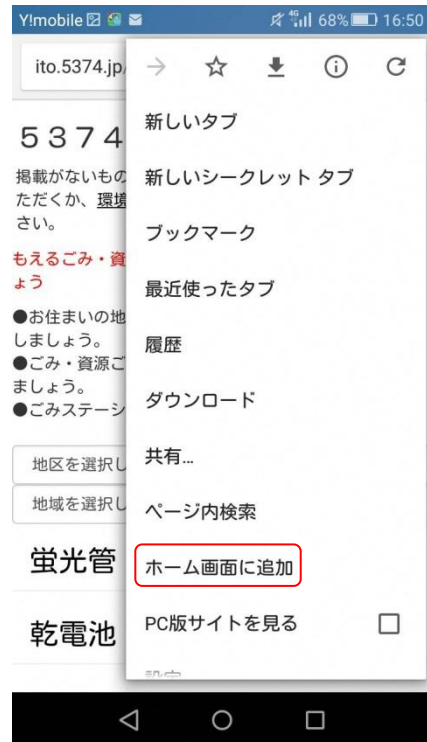 Y!mobile 4G 68% 16:50
ito.5374.jp/
5374
掲載がないもの
ただくか、環境
さい。
もえるごみ・資
ょう
●お住まいの地
しましょう。
●ごみ・資源ご
ましょう。
●ごみステーシ
地区を選択し
地域を選択し
蛍光管
乾電池
新しいタブ
新しいシークレット タブ
ブックマーク
最近使ったタブ
履歴
ダウンロード
共有...
ページ内検索
ホーム画面に追加
PC版サイトを見る